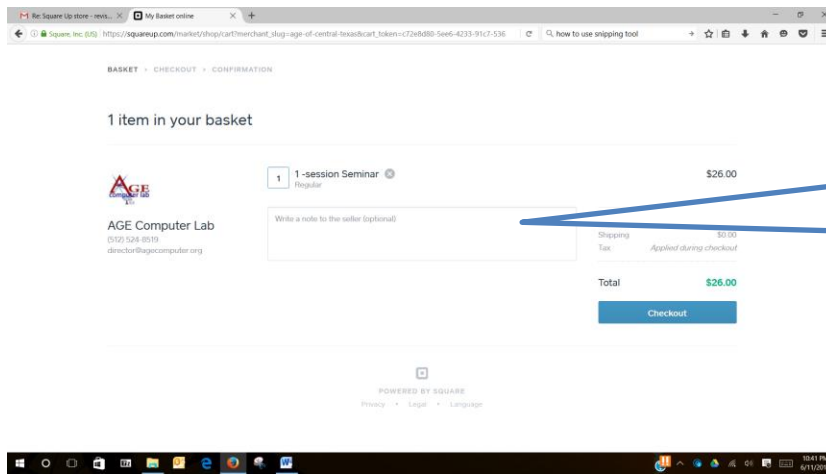 Re: Square Up store - revis...
My Basket online
Square, Inc. (US)
https://squareup.com/market/shop/cart?merchant_slug=age-of-central-texas&cart_token=c72e8d80-5ee6-4233-91c7-536
how to use snipping tool
BASKET
CHECKOUT
CONFIRMATION
1 item in your basket
AGE
computer lab
1
1 -session Seminar
Regular
$26.00
Write a note to the seller (optional)
AGE Computer Lab
(512) 524-8519
director@agecomputer.org
Shipping
$0.00
Tax
Applied during checkout
Total
$26.00
Checkout
POWERED BY SQUARE
Privacy • Legal • Language
10:41 PM